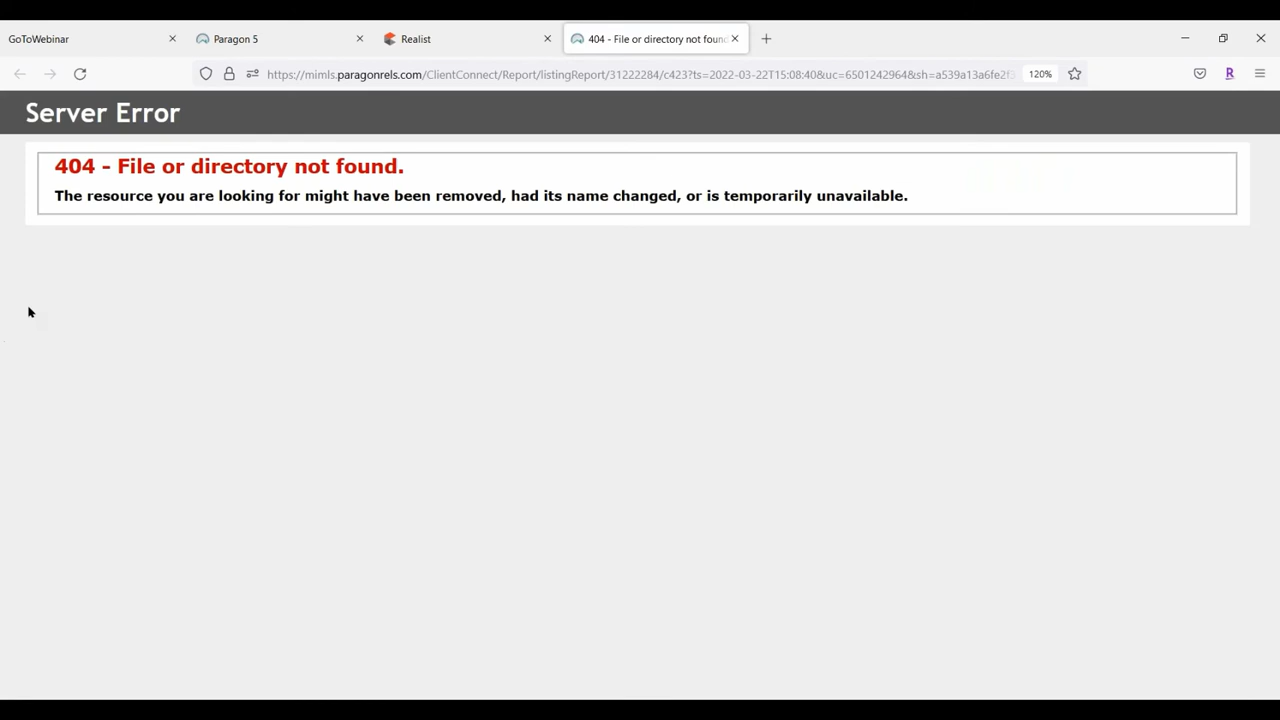 GoToWebinar
Paragon 5
Realist
404 - File or directory not foun
https://mimls.paragonrels.com/ClientConnect/Report/listingReport/31222284/c423?ts=2022-03-22T15:08:40&uc=6501242964&sh=a539a13a6fe2f3
120%
R
Server Error
404 - File or directory not found.
The resource you are looking for might have been removed, had its name changed, or is temporarily unavailable.